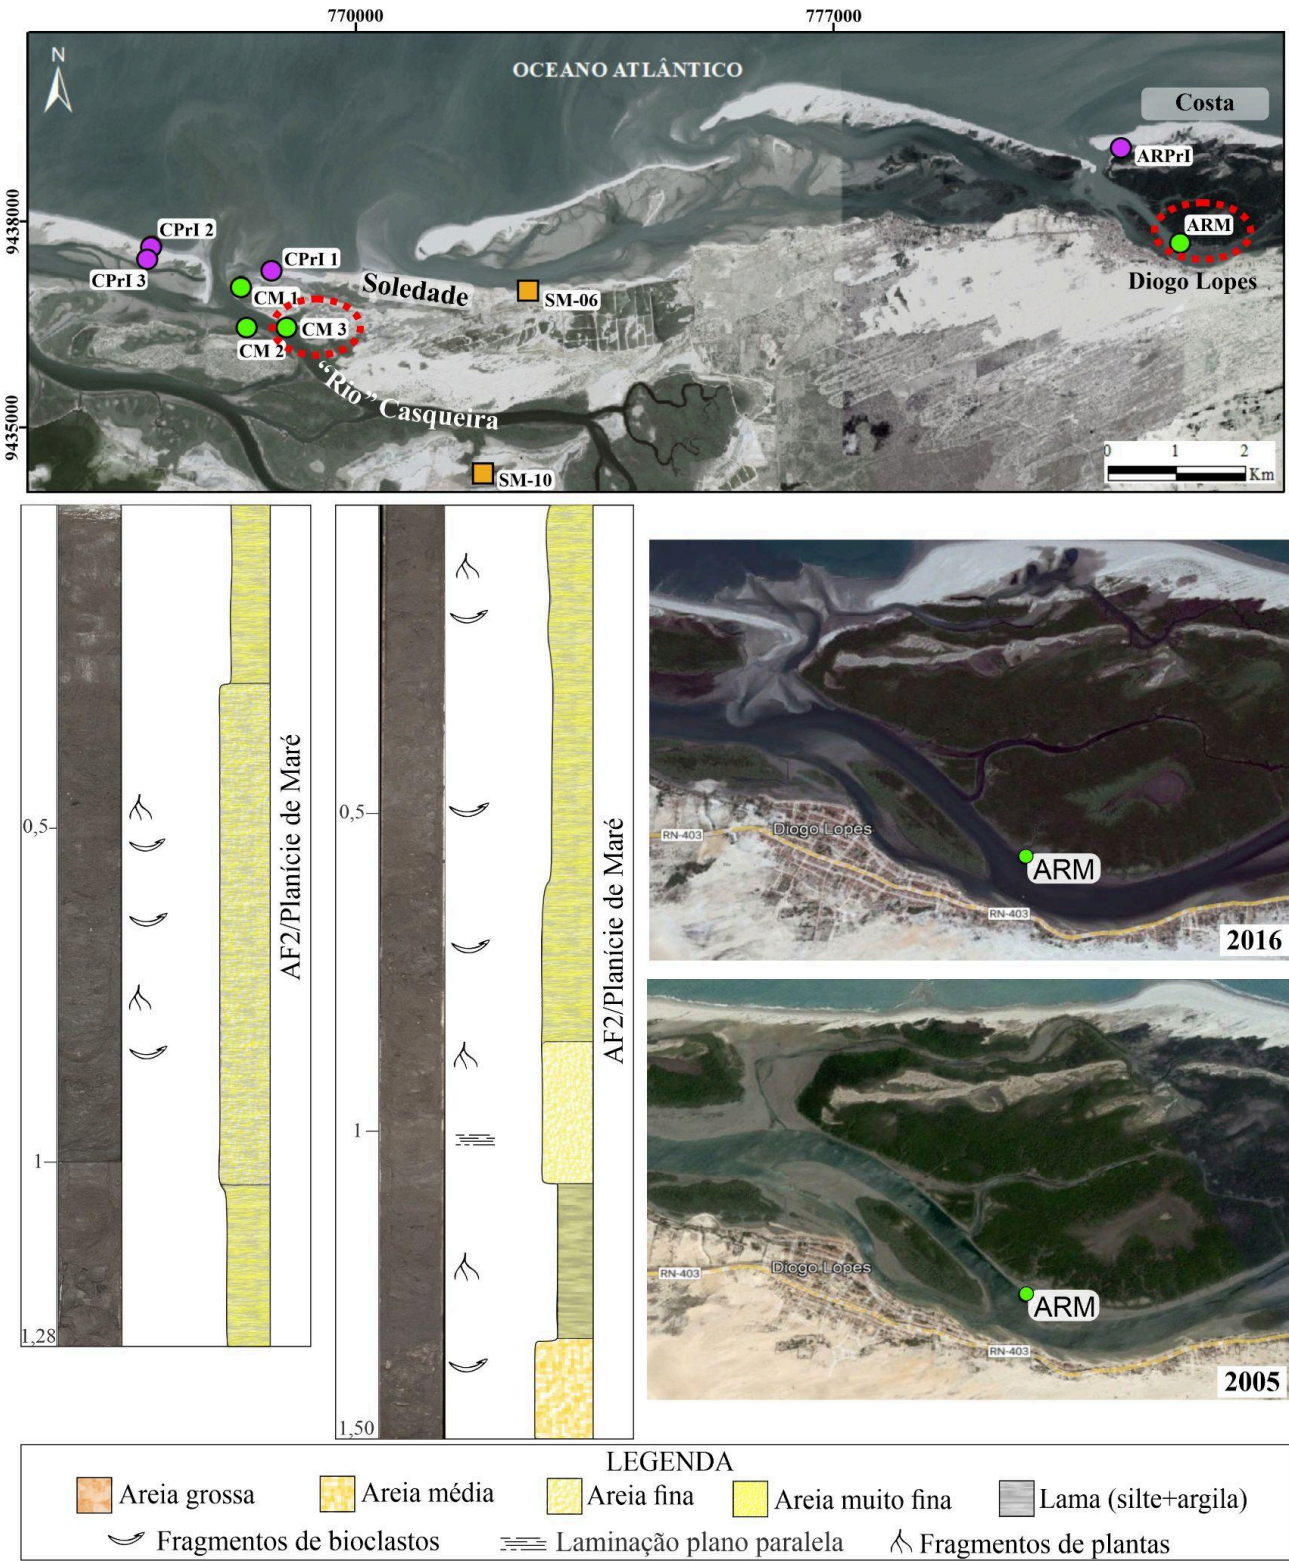 770000
777000
N
OCEANO ATLÂNTICO
Costa
ARPrI
9438000
CPrI 2
ARM
CPrI 3
CPrI 1
Diogo Lopes
Soledade
CM 1
SM-06
CM 3
CM 2
"Rio" Casqueira
9435000
0 1 2
Km
SM-10
0,5
1
1,28
AF2/Planície de Maré
0,5
1
1,50
AF2/Planície de Maré
Diogo Lopes
RN-403
ARM
RN-403
2016
Diogo Lopes
RN-403
ARM
RN-403
2005
LEGENDA
Areia grossa
Areia média
Areia fina
Areia muito fina
Lama (silte+argila)
Fragmentos de bioclastos
Laminação plano paralela
Fragmentos de plantas